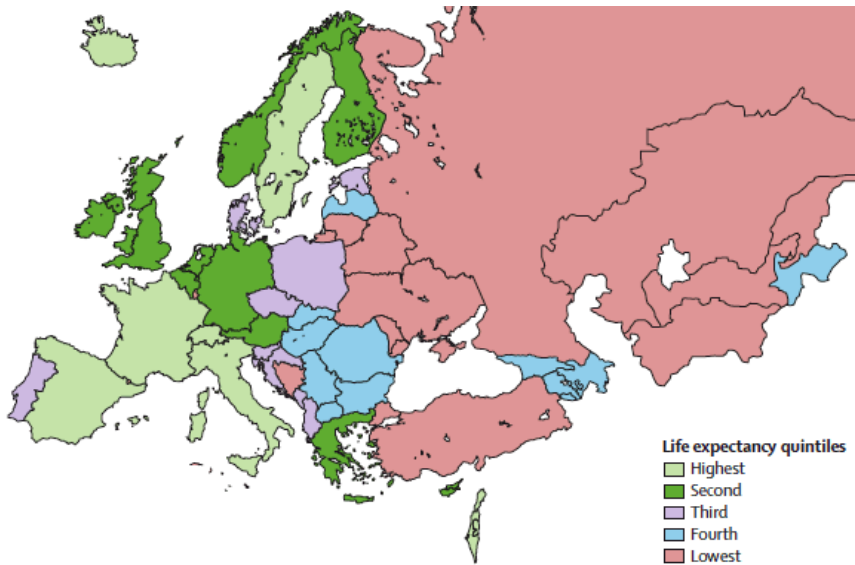 Life expectancy quintiles
Highest
Second
Third
Fourth
Lowest